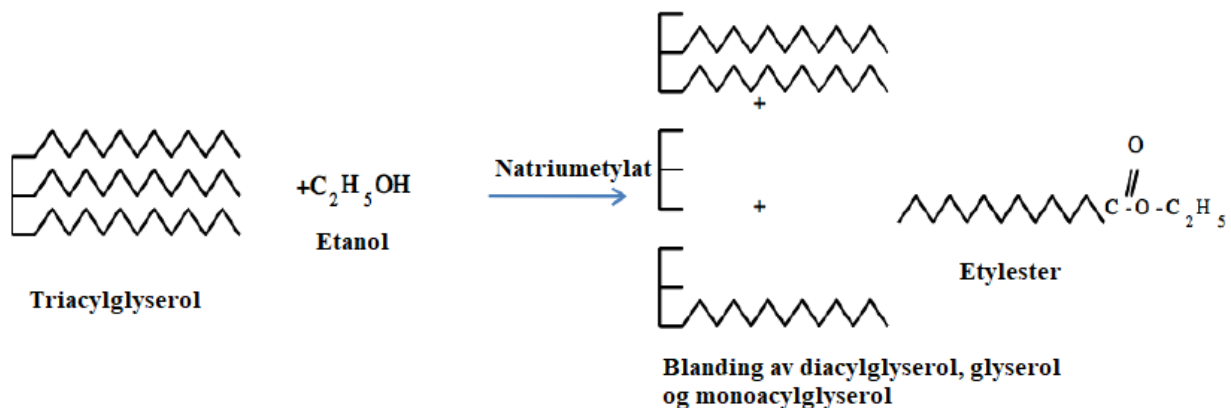 +
Natriumetylat
+C2H5OH
Etanol
+
O
C -O -C2H5
Etylester
Triacylglyserol
Blanding av diacylglyserol, glyserol
og monoacylglyserol